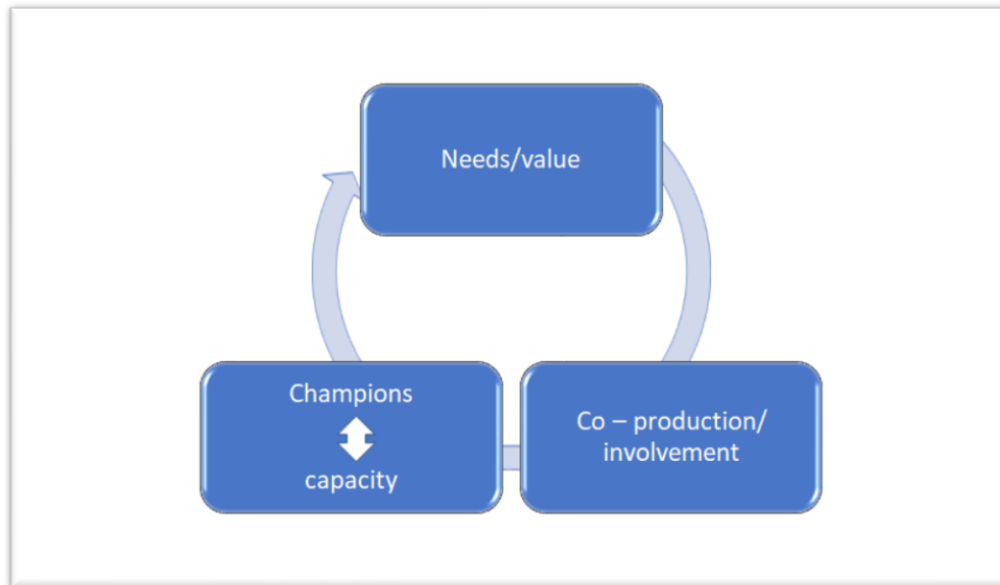 Needs/value
Champions
capacity
Co – production/
involvement